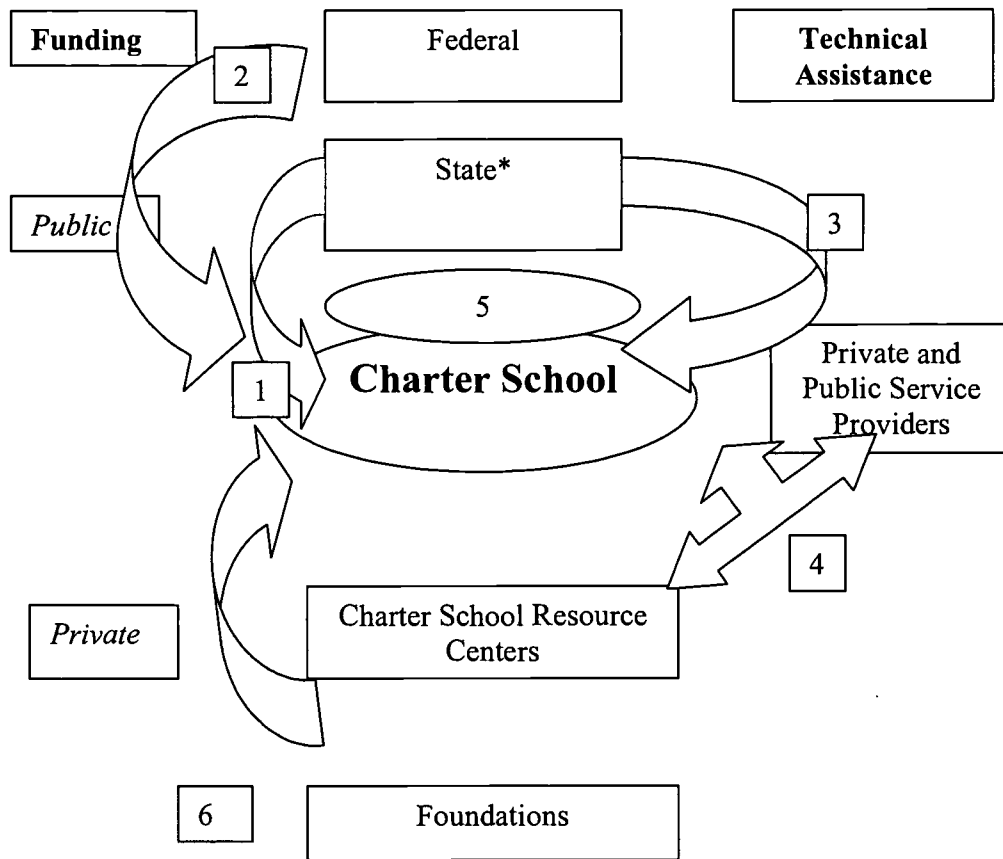 Funding
Federal
Technical
Assistance
2
State*
Public
3
5
Charter School
1
Private and
Public Service
Providers
4
Private
Charter School Resource
Centers
6
Foundations